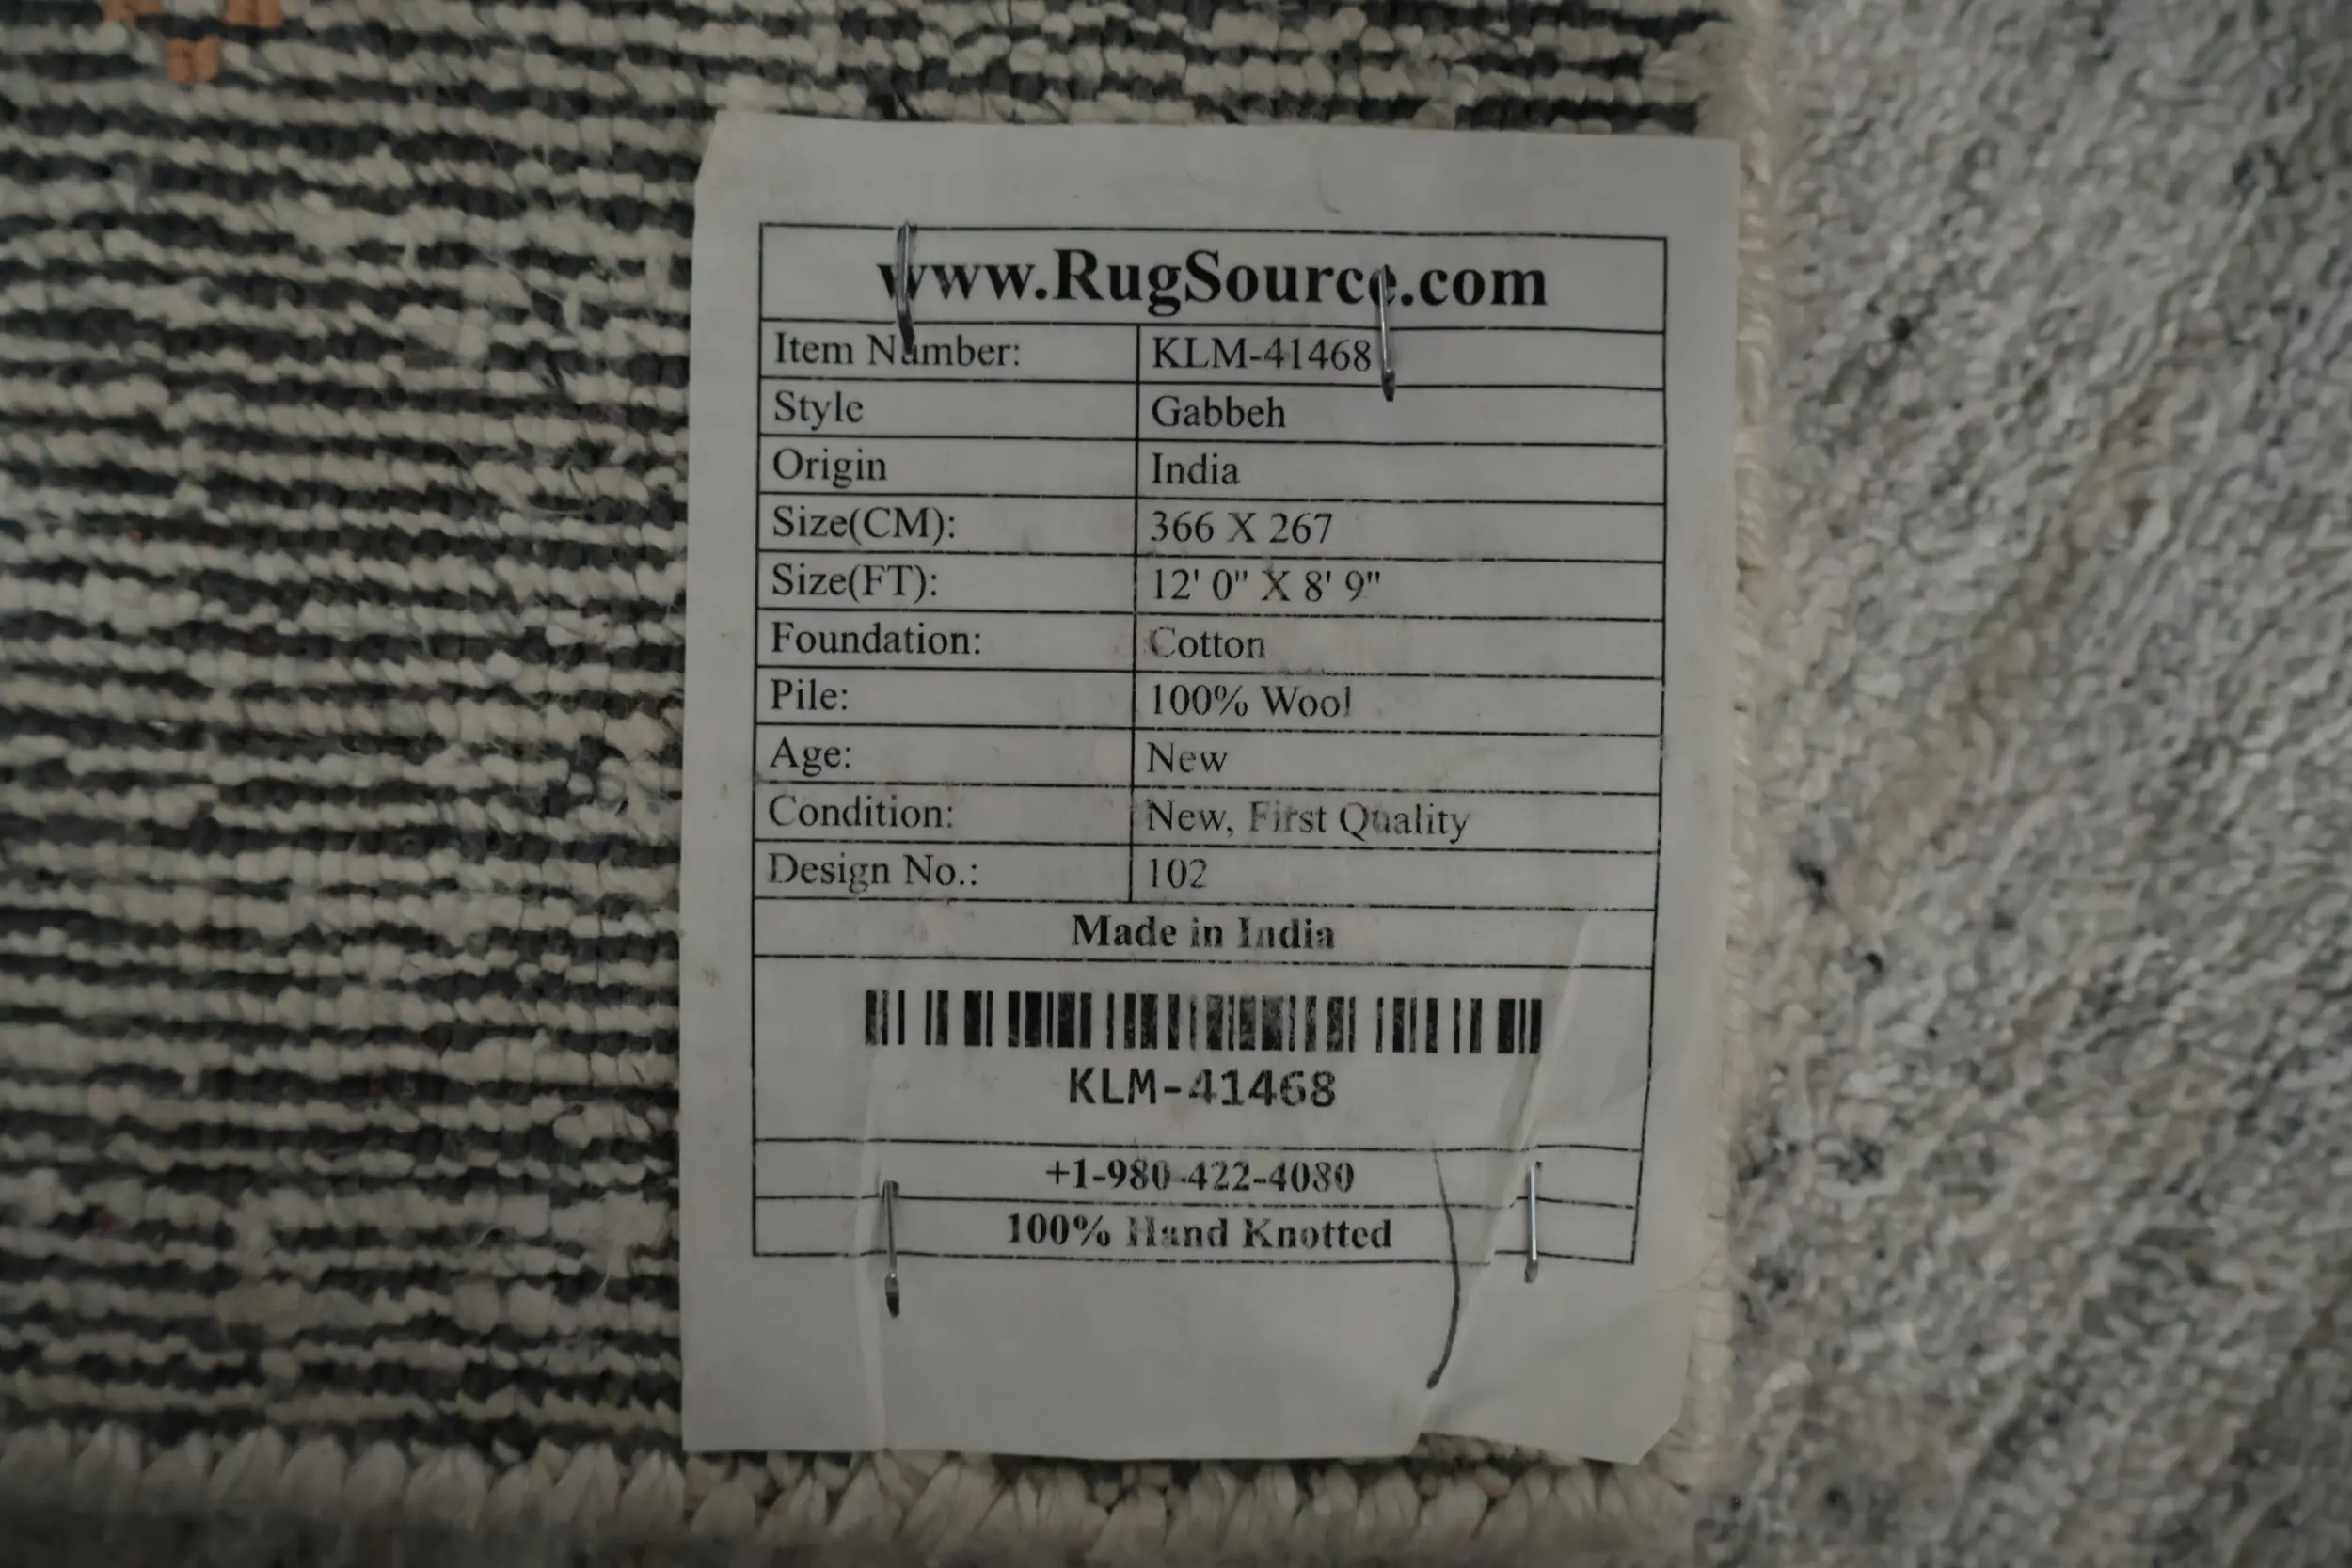 www.RugSource.com
Item Number: KLM-41468
Style Gabbeh
Origin India
Size(CM): 366 X 267
Size(FT): 12' 0" X 8' 9"
Foundation: Cotton
Pile: 100% Wool
Age: New
Condition: New, First Quality
Design No.: 102
Made in India
KLM-41468
+1-980-422-4080
100% Hand Knotted